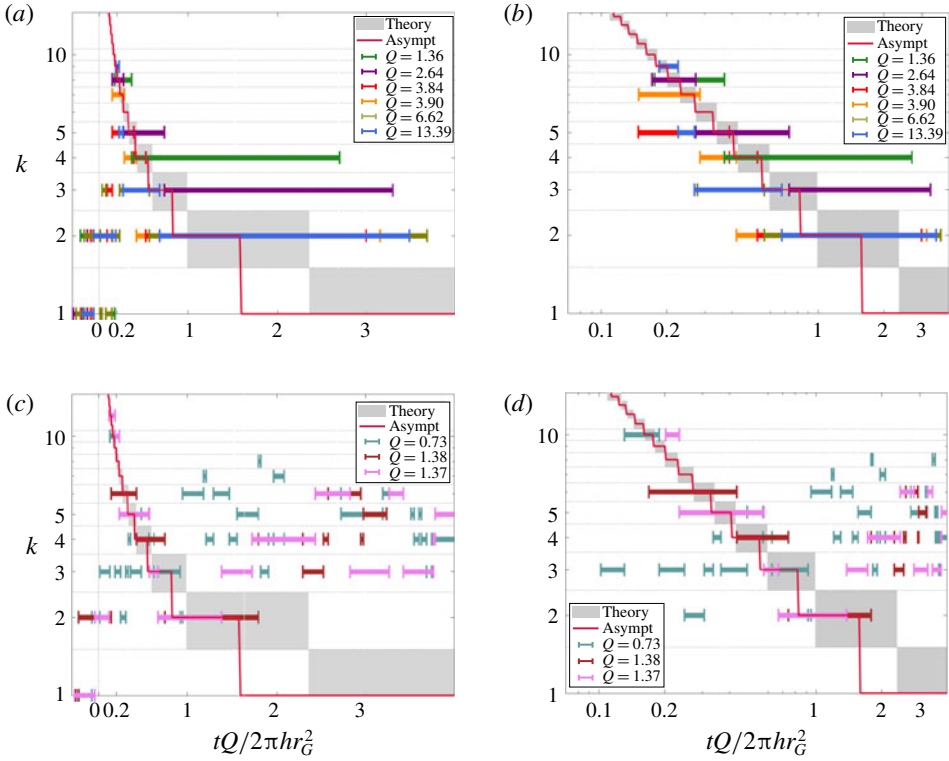 (a)
(b)
Theory
Asympt
Q = 1.36
Q = 2.64
Q = 3.84
Q = 3.90
Q = 6.62
Q = 13.39
10
5
4
3
2
1
k
0 0.2 1 2 3
Theory
Asympt
Q = 1.36
Q = 2.64
Q = 3.84
Q = 3.90
Q = 6.62
Q = 13.39
10
5
4
3
2
1
0.1 0.2 1 2 3
(c)
(d)
Theory
Asympt
Q = 0.73
Q = 1.38
Q = 1.37
10
5
4
3
2
1
k
0 0.2 1 2 3
tQ/2πhr_G^2
10
5
4
3
2
1
Theory
Asympt
Q = 0.73
Q = 1.38
Q = 1.37
0.1 0.2 1 2 3
tQ/2πhr_G^2